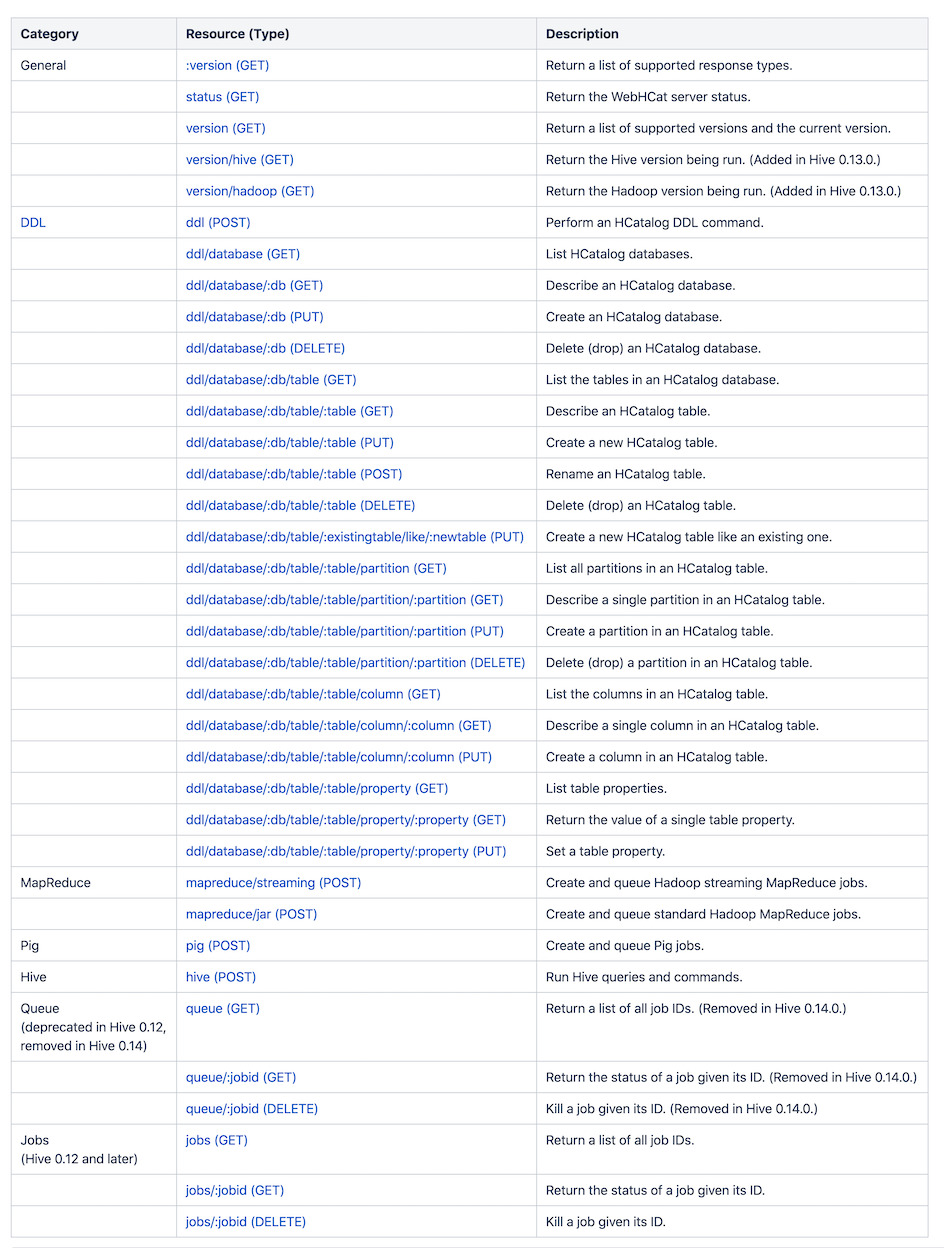 Category Resource (Type) Description
General :version (GET) Return a list of supported response types.
status (GET) Return the WebHCat server status.
version (GET) Return a list of supported versions and the current version.
version/hive (GET) Return the Hive version being run. (Added in Hive 0.13.0.)
version/hadoop (GET) Return the Hadoop version being run. (Added in Hive 0.13.0.)
DDL ddl (POST) Perform an HCatalog DDL command.
ddl/database (GET) List HCatalog databases.
ddl/database/:db (GET) Describe an HCatalog database.
ddl/database/:db (PUT) Create an HCatalog database.
ddl/database/:db (DELETE) Delete (drop) an HCatalog database.
ddl/database/:db/table (GET) List the tables in an HCatalog database.
ddl/database/:db/table/:table (GET) Describe an HCatalog table.
ddl/database/:db/table/:table (PUT) Create a new HCatalog table.
ddl/database/:db/table/:table (POST) Rename an HCatalog table.
ddl/database/:db/table/:table (DELETE) Delete (drop) an HCatalog table.
ddl/database/:db/table/:existingtable/like/:newtable (PUT) Create a new HCatalog table like an existing one.
ddl/database/:db/table/:table/partition (GET) List all partitions in an HCatalog table.
ddl/database/:db/table/:table/partition/:partition (GET) Describe a single partition in an HCatalog table.
ddl/database/:db/table/:table/partition/:partition (PUT) Create a partition in an HCatalog table.
ddl/database/:db/table/:table/partition/:partition (DELETE) Delete (drop) a partition in an HCatalog table.
ddl/database/:db/table/:table/column (GET) List the columns in an HCatalog table.
ddl/database/:db/table/:table/column/:column (GET) Describe a single column in an HCatalog table.
ddl/database/:db/table/:table/column/:column (PUT) Create a column in an HCatalog table.
ddl/database/:db/table/:table/property (GET) List table properties.
ddl/database/:db/table/:table/property/:property (GET) Return the value of a single table property.
ddl/database/:db/table/:table/property/:property (PUT) Set a table property.
MapReduce mapreduce/streaming (POST) Create and queue Hadoop streaming MapReduce jobs.
mapreduce/jar (POST) Create and queue standard Hadoop MapReduce jobs.
Pig pig (POST) Create and queue Pig jobs.
Hive hive (POST) Run Hive queries and commands.
Queue queue (GET) Return a list of all job IDs. (Removed in Hive 0.14.0.)
(deprecated in Hive 0.12,
removed in Hive 0.14)
queue/:jobid (GET) Return the status of a job given its ID. (Removed in Hive 0.14.0.)
queue/:jobid (DELETE) Kill a job given its ID. (Removed in Hive 0.14.0.)
Jobs jobs (GET) Return a list of all job IDs.
(Hive 0.12 and later)
jobs/:jobid (GET) Return the status of a job given its ID.
jobs/:jobid (DELETE) Kill a job given its ID.